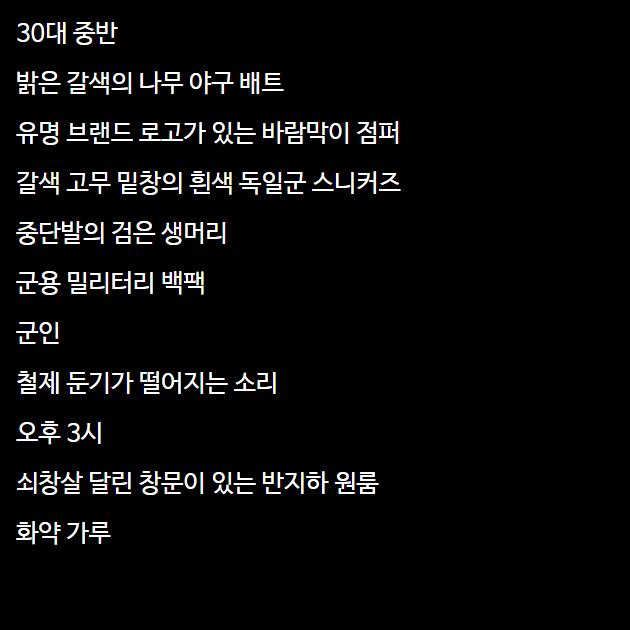 30대 중반
밝은 갈색의 나무 야구 배트
유명 브랜드 로고가 있는 바람막이 점퍼
갈색 고무 밑창의 흰색 독일군 스니커즈
중단발의 검은 생머리
군용 밀리터리 백팩
군인
철제 둔기가 떨어지는 소리
오후 3시
쇠창살 달린 창문이 있는 반지하 원룸
화약 가루